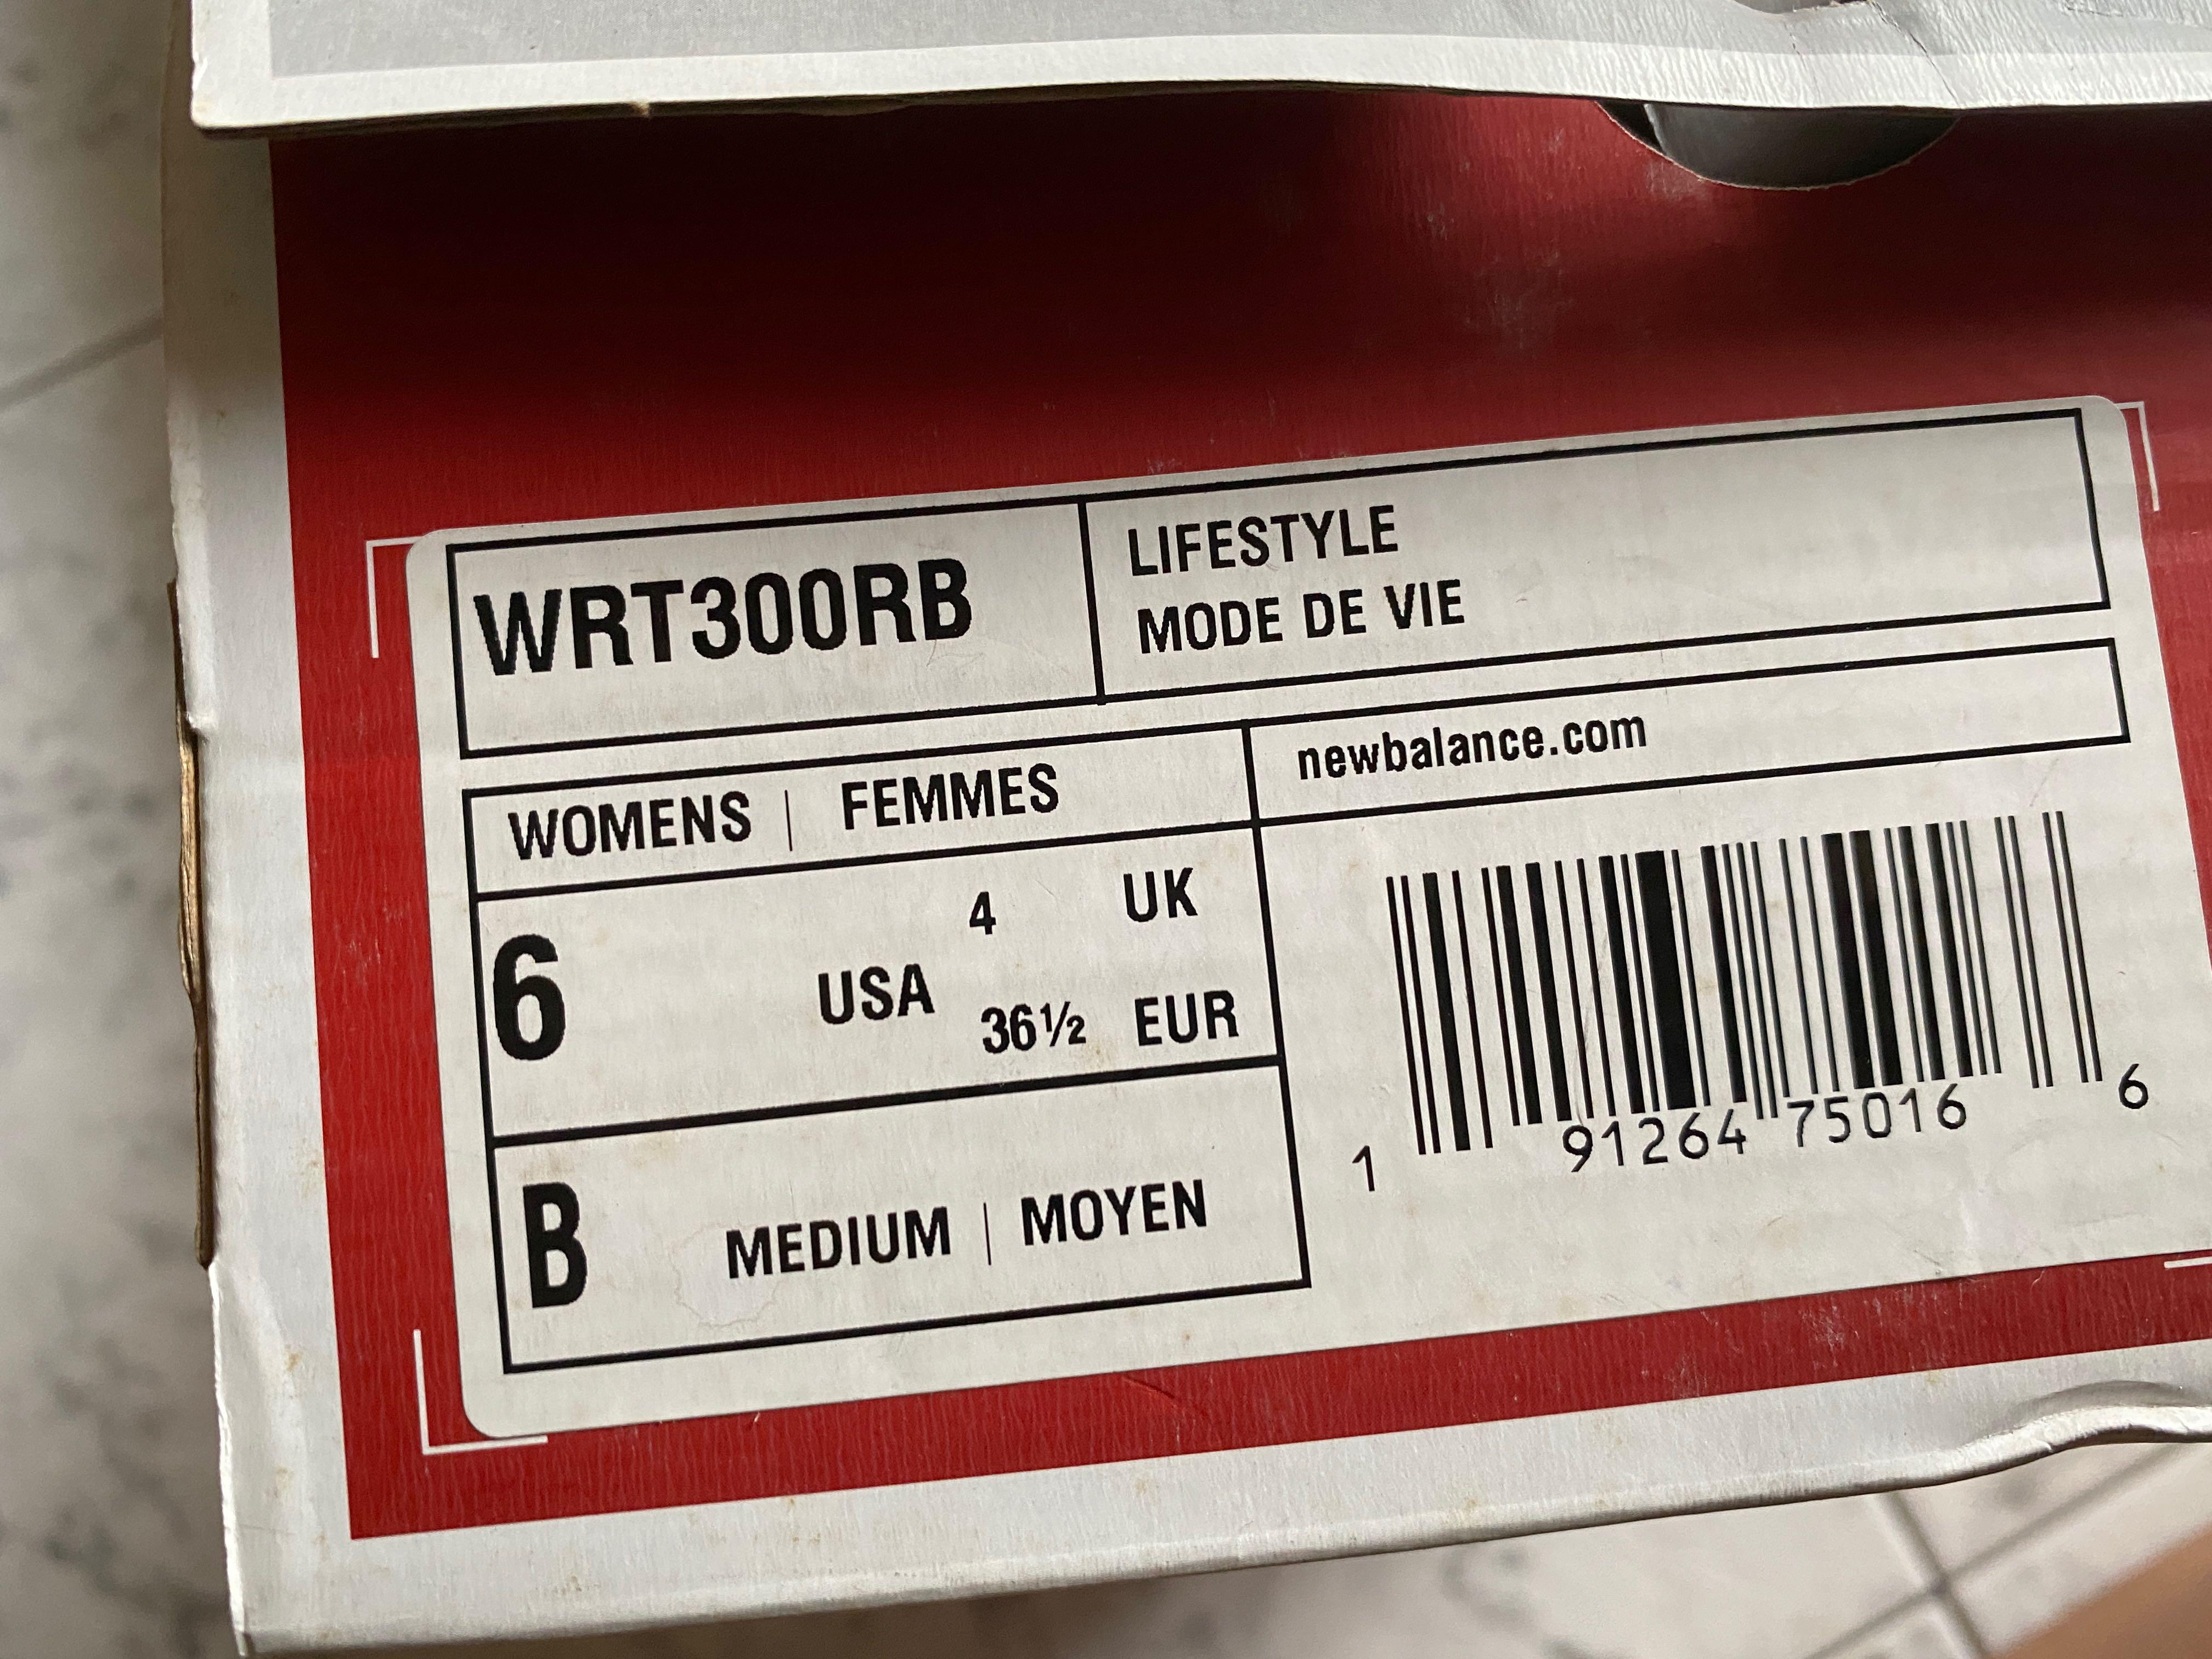 WRT300RB
LIFESTYLE
MODE DE VIE
WOMENS | FEMMES
newbalance.com
6 USA
4 UK
36½ EUR
B MEDIUM | MOYEN
1 91264 75016 6